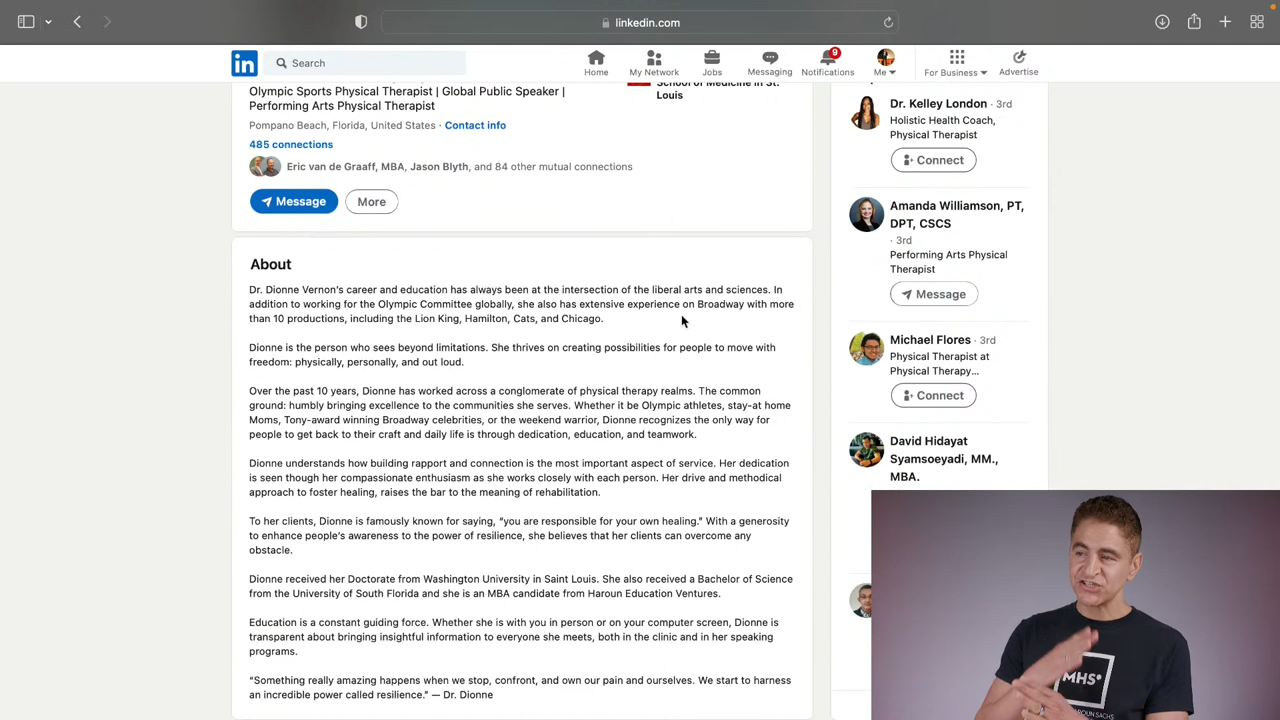 linkedin.com
in
Search
Home
My Network
Jobs
Messaging
9
Notifications
Me
For Business
Advertise
Olympic Sports Physical Therapist | Global Public Speaker |
Performing Arts Physical Therapist
Pompano Beach, Florida, United States · Contact info
485 connections
Eric van de Graaff, MBA, Jason Blyth, and 84 other mutual connections
Message
More
School of Medicine in St.
Louis
About
Dr. Dionne Vernon's career and education has always been at the intersection of the liberal arts and sciences. In
addition to working for the Olympic Committee globally, she also has extensive experience on Broadway with more
than 10 productions, including the Lion King, Hamilton, Cats, and Chicago.
Dionne is the person who sees beyond limitations. She thrives on creating possibilities for people to move with
freedom: physically, personally, and out loud.
Over the past 10 years, Dionne has worked across a conglomerate of physical therapy realms. The common
ground: humbly bringing excellence to the communities she serves. Whether it be Olympic athletes, stay-at home
Moms, Tony-award winning Broadway celebrities, or the weekend warrior, Dionne recognizes the only way for
people to get back to their craft and daily life is through dedication, education, and teamwork.
Dionne understands how building rapport and connection is the most important aspect of service. Her dedication
is seen though her compassionate enthusiasm as she works closely with each person. Her drive and methodical
approach to foster healing, raises the bar to the meaning of rehabilitation.
To her clients, Dionne is famously known for saying, "you are responsible for your own healing." With a generosity
to enhance people's awareness to the power of resilience, she believes that her clients can overcome any
obstacle.
Dionne received her Doctorate from Washington University in Saint Louis. She also received a Bachelor of Science
from the University of South Florida and she is an MBA candidate from Haroun Education Ventures.
Education is a constant guiding force. Whether she is with you in person or on your computer screen, Dionne is
transparent about bringing insightful information to everyone she meets, both in the clinic and in her speaking
programs.
"Something really amazing happens when we stop, confront, and own our pain and ourselves. We start to harness
an incredible power called resilience." — Dr. Dionne
Dr. Kelley London · 3rd
Holistic Health Coach,
Physical Therapist
Connect
Amanda Williamson, PT,
DPT, CSCS
· 3rd
Performing Arts Physical
Therapist
Message
Michael Flores · 3rd
Physical Therapist at
Physical Therapy...
Connect
David Hidayat
Syamsoeyadi, MM.,
MBA.
MHS